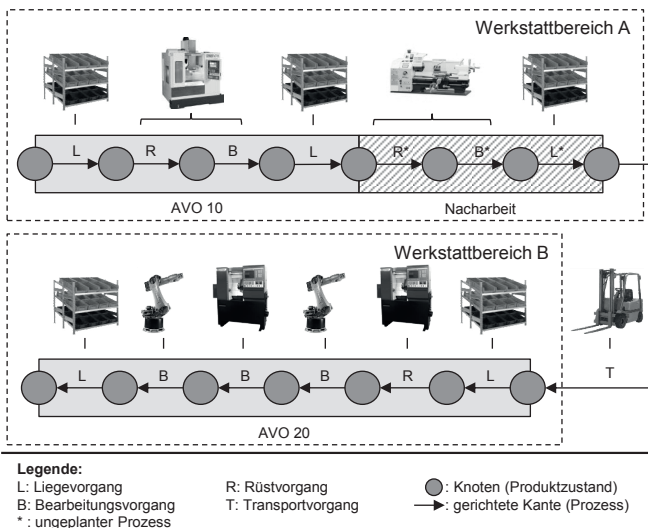 Werkstattbereich A
L R B L R* B* L*
AVO 10 Nacharbeit
Werkstattbereich B
L B B B R L T
AVO 20
Legende:
L: Liegevorgang R: Rüstvorgang : Knoten (Produktzustand)
B: Bearbeitungsvorgang T: Transportvorgang : gerichtete Kante (Prozess)
* : ungeplanter Prozess